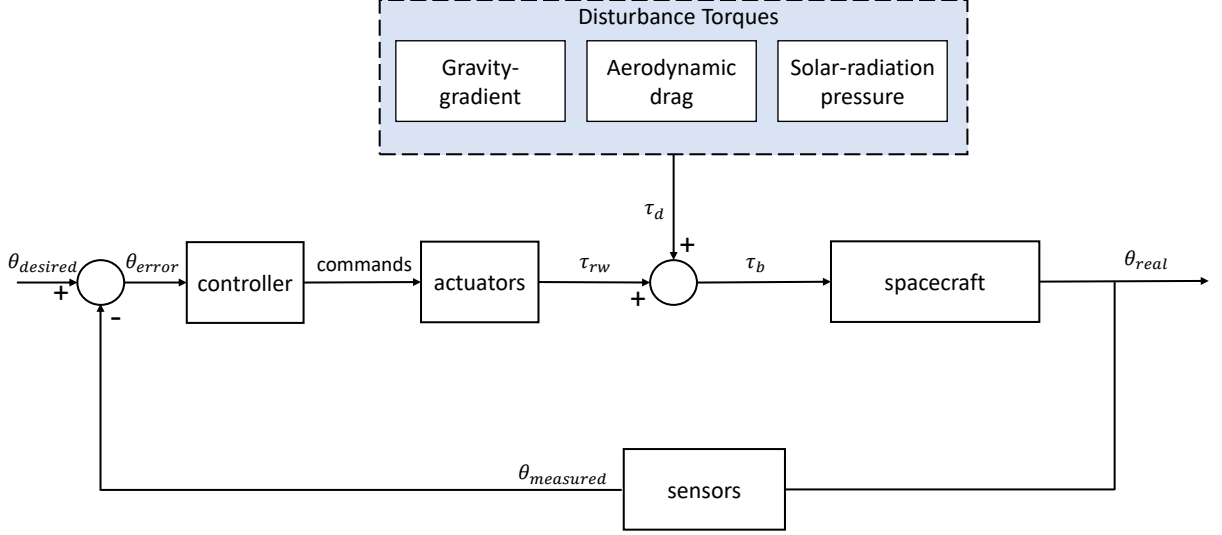 Disturbance Torques
Gravity-
gradient
Aerodynamic
drag
Solar-radiation
pressure
τ_d
+
θ_desired
+
-
θ_error
controller
commands
actuators
τ_rw
+
τ_b
spacecraft
θ_real
θ_measured
sensors